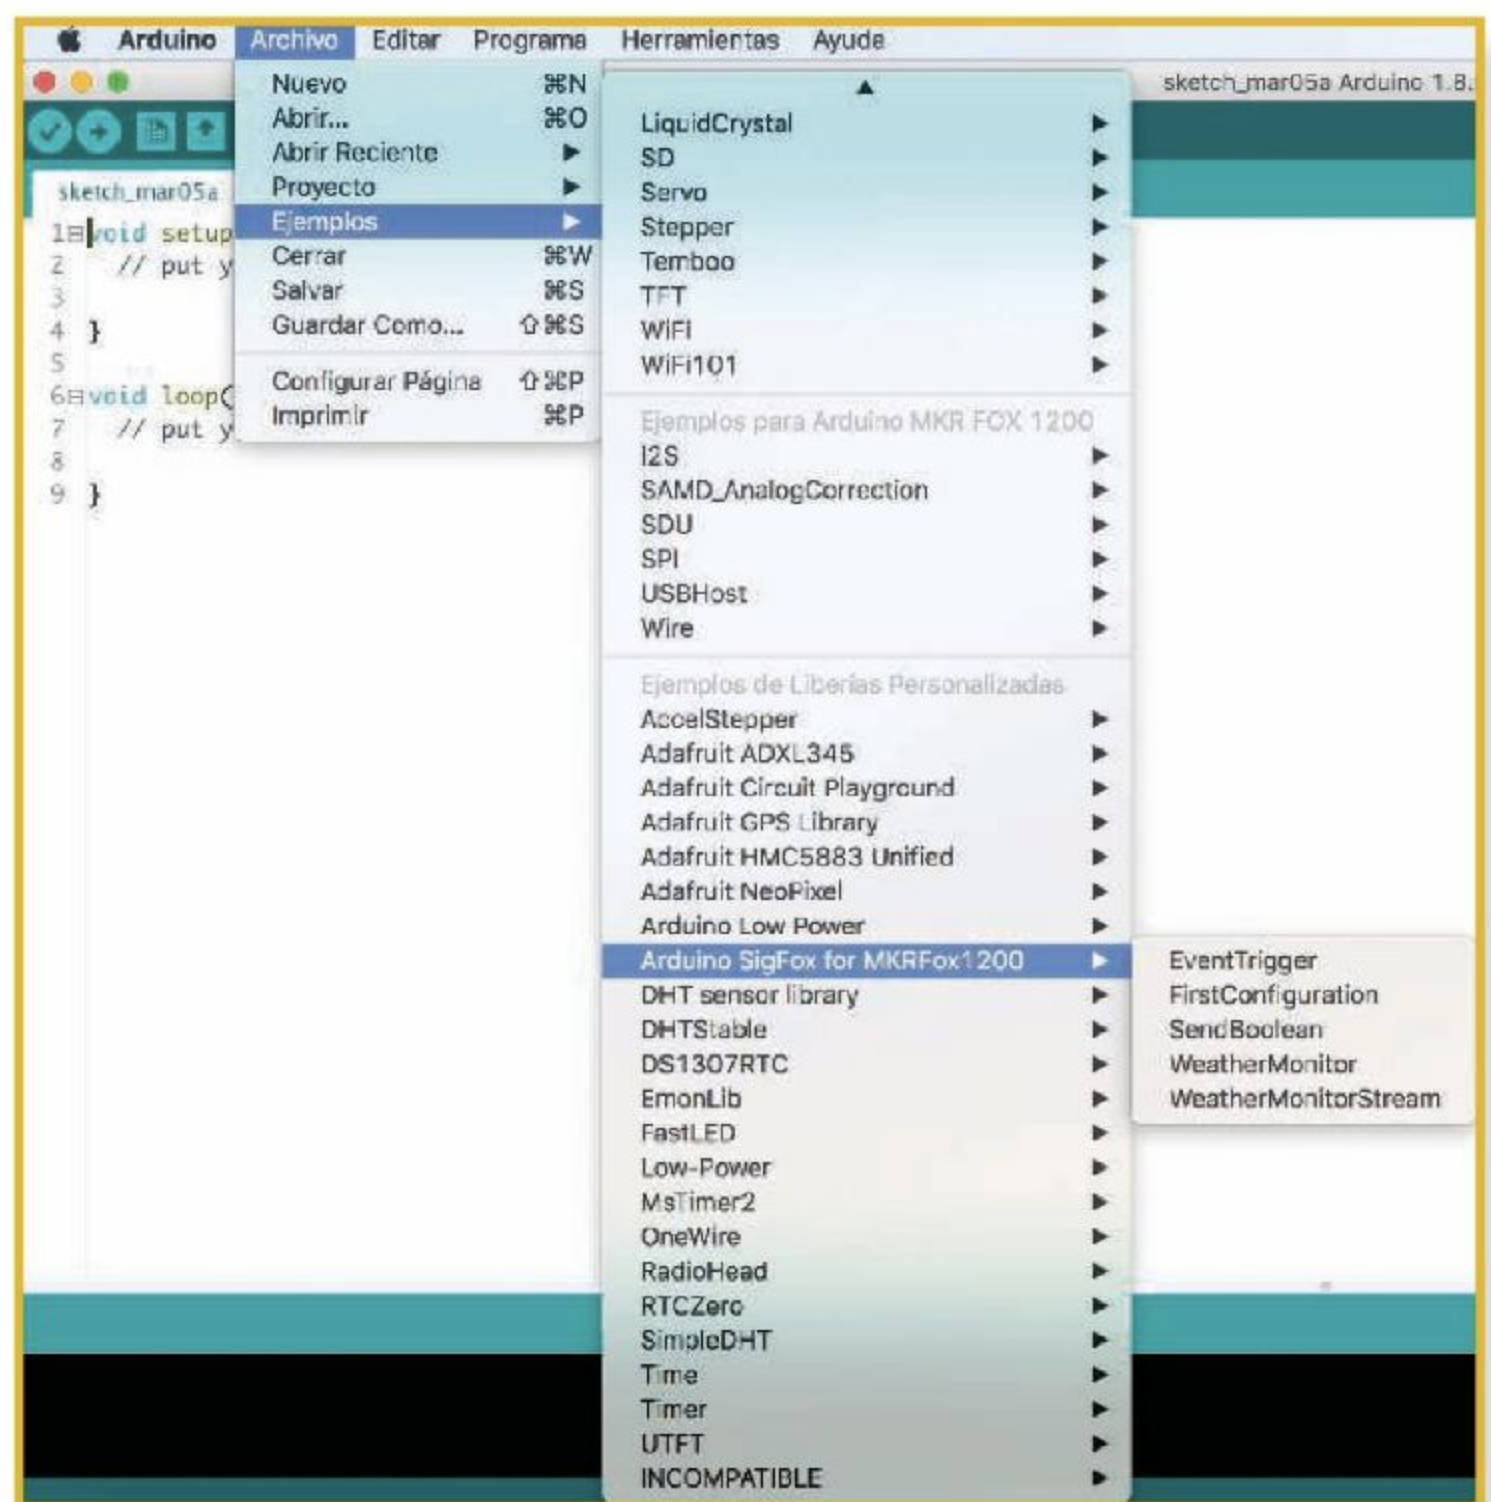 Arduino Archivo Editar Programa Herramientas Ayuda
sketch_mar05a Arduino 1.8.
Nuevo ⌘N
Abrir... ⌘O
Abrir Reciente ▶
Proyecto ▶
Ejemplos ▶
Cerrar ⌘W
Salvar ⌘S
Guardar Como... ⇧⌘S
Configurar Página ⇧⌘P
Imprimir ⌘P
sketch_mar05a
1 void setup
2 // put y
3
4 }
5
6 void loop(
7 // put y
8
9 }
▲
LiquidCrystal ▶
SD ▶
Servo ▶
Stepper ▶
Temboo ▶
TFT ▶
WiFi ▶
WiFi101 ▶
Ejemplos para Arduino MKR FOX 1200
I2S ▶
SAMD_AnalogCorrection ▶
SDU ▶
SPI ▶
USBHost ▶
Wire ▶
Ejemplos de Liberías Personalizadas
AccelStepper ▶
Adafruit ADXL345 ▶
Adafruit Circuit Playground ▶
Adafruit GPS Library ▶
Adafruit HMC5883 Unified ▶
Adafruit NeoPixel ▶
Arduino Low Power ▶
Arduino SigFox for MKRFox1200 ▶
DHT sensor library ▶
DHTStable ▶
DS1307RTC ▶
EmonLib ▶
FastLED ▶
Low-Power ▶
MsTimer2 ▶
OneWire ▶
RadioHead ▶
RTCZero ▶
SimpleDHT ▶
Time ▶
Timer ▶
UTFT ▶
INCOMPATIBLE ▶
EventTrigger
FirstConfiguration
SendBoolean
WeatherMonitor
WeatherMonitorStream